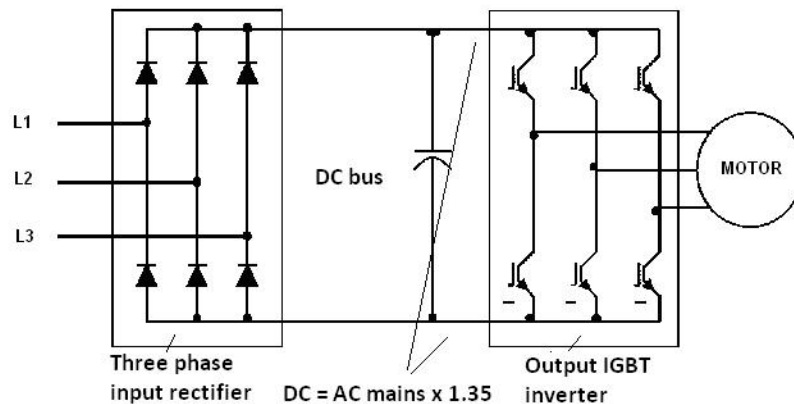 L1
L2
L3
DC bus
MOTOR
Three phase
input rectifier
DC = AC mains x 1.35
Output IGBT
inverter